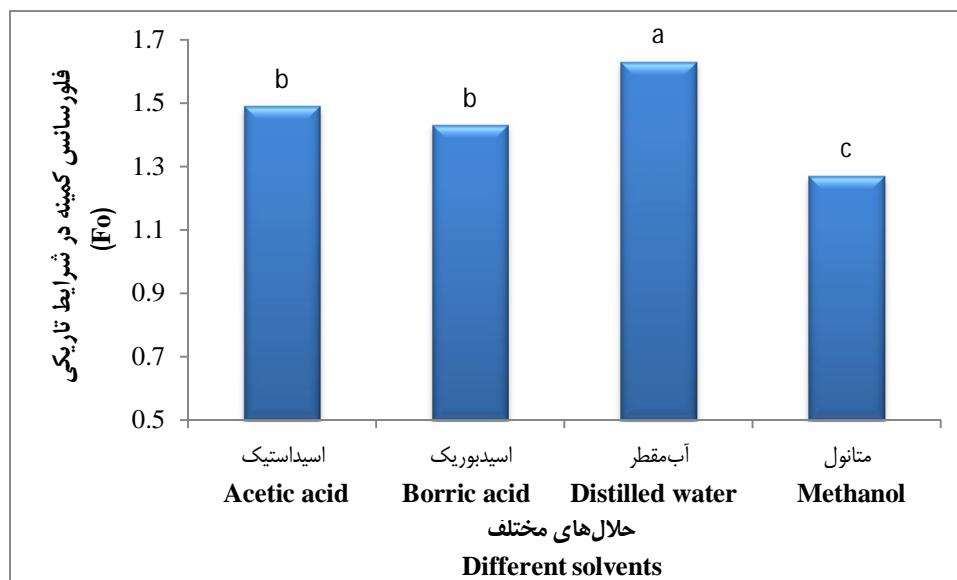 فلورسانس کمینه در شرایط تاریکی
(Fo)
1.7
1.5
1.3
1.1
0.9
0.7
0.5
b
b
a
c
اسیداستیک
اسیدبوریک
آب‌مقطر
متانول
Acetic acid
Borric acid
Distilled water
Methanol
حلال‌های مختلف
Different solvents